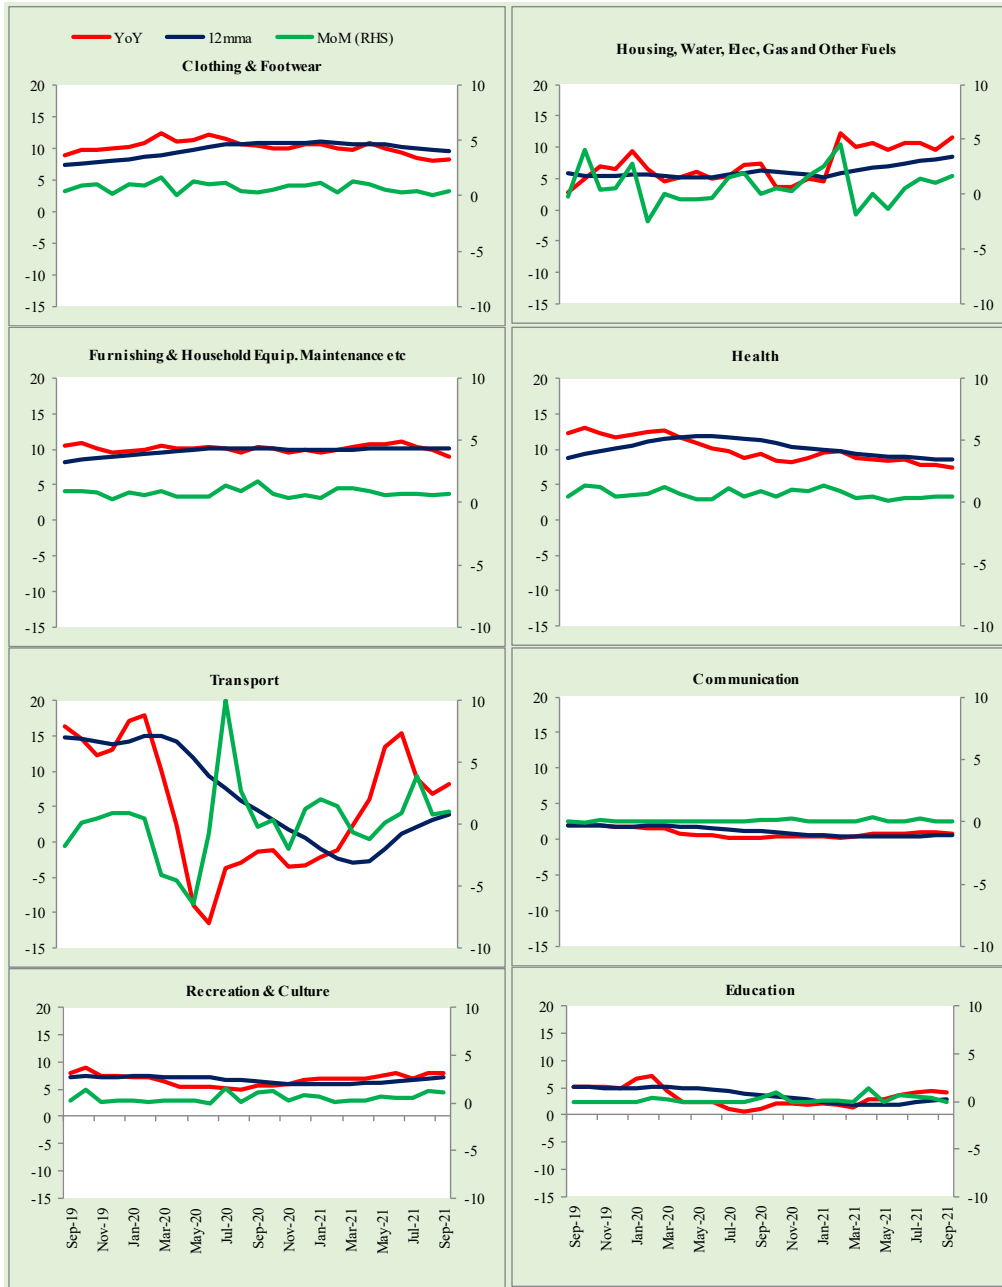 YoY 12mma MoM (RHS)
Clothing & Footwear
20
15
10
5
0
-5
-10
-15
10
5
0
-5
-10
Housing, Water, Elec, Gas and Other Fuels
20
15
10
5
0
-5
-10
-15
10
5
0
-5
-10
Furnishing & Household Equip. Maintenance etc
20
15
10
5
0
-5
-10
-15
10
5
0
-5
-10
Health
20
15
10
5
0
-5
-10
-15
10
5
0
-5
-10
Transport
20
15
10
5
0
-5
-10
-15
10
5
0
-5
-10
Communication
20
15
10
5
0
-5
-10
-15
10
5
0
-5
-10
Recreation & Culture
20
15
10
5
0
-5
-10
-15
10
5
0
-5
-10
Sep-19
Nov-19
Jan-20
Mar-20
May-20
Jul-20
Sep-20
Nov-20
Jan-21
Mar-21
May-21
Jul-21
Sep-21
Education
20
15
10
5
0
-5
-10
-15
10
5
0
-5
-10
Sep-19
Nov-19
Jan-20
Mar-20
May-20
Jul-20
Sep-20
Nov-20
Jan-21
Mar-21
May-21
Jul-21
Sep-21